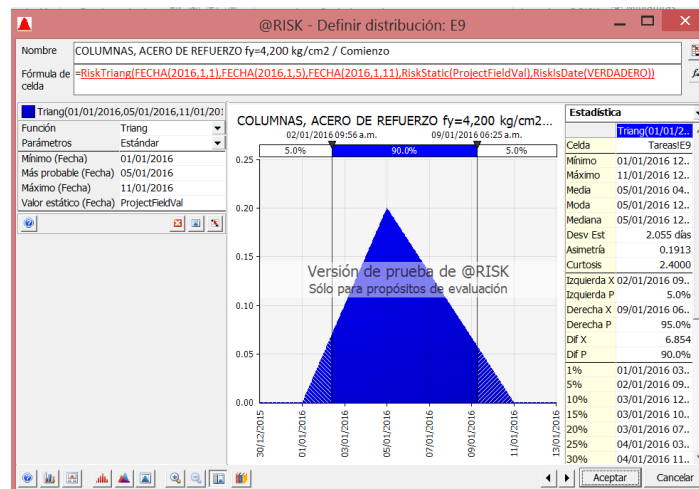 @RISK - Definir distribución: E9
Nombre COLUMNAS, ACERO DE REFUERZO fy=4,200 kg/cm2 / Comienzo
Fórmula de celda =RiskTriang(FECHA(2016,1,1),FECHA(2016,1,5),FECHA(2016,1,11),RiskStatic(ProjectFieldVal),RiskIsDate(VERDADERO))
Triang(01/01/2016,05/01/2016,11/01/201
Función Triang
Parámetros Estándar
Mínimo (Fecha) 01/01/2016
Más probable (Fecha) 05/01/2016
Máximo (Fecha) 11/01/2016
Valor estático (Fecha) ProjectFieldVal
COLUMNAS, ACERO DE REFUERZO fy=4,200 kg/cm2...
02/01/2016 09:56 a.m. 09/01/2016 06:25 a.m.
5.0% 90.0% 5.0%
0.25
0.20
0.15
0.10
0.05
0.00
Versión de prueba de @RISK
Sólo para propósitos de evaluación
30/12/2015
01/01/2016
03/01/2016
05/01/2016
07/01/2016
09/01/2016
11/01/2016
13/01/2016
Estadística
Triang(01/01/2..
Celda Tareas!E9
Mínimo 01/01/2016 12..
Máximo 11/01/2016 12..
Media 05/01/2016 04..
Moda 05/01/2016 12..
Mediana 05/01/2016 12..
Desv Est 2.055 días
Asimetría 0.1913
Curtosis 2.4000
Izquierda X 02/01/2016 09..
Izquierda P 5.0%
Derecha X 09/01/2016 06..
Derecha P 95.0%
Dif X 6.854
Dif P 90.0%
1% 01/01/2016 03..
5% 02/01/2016 09..
10% 03/01/2016 12..
15% 03/01/2016 10..
20% 03/01/2016 07..
25% 04/01/2016 03..
30% 04/01/2016 11..
Aceptar Cancelar